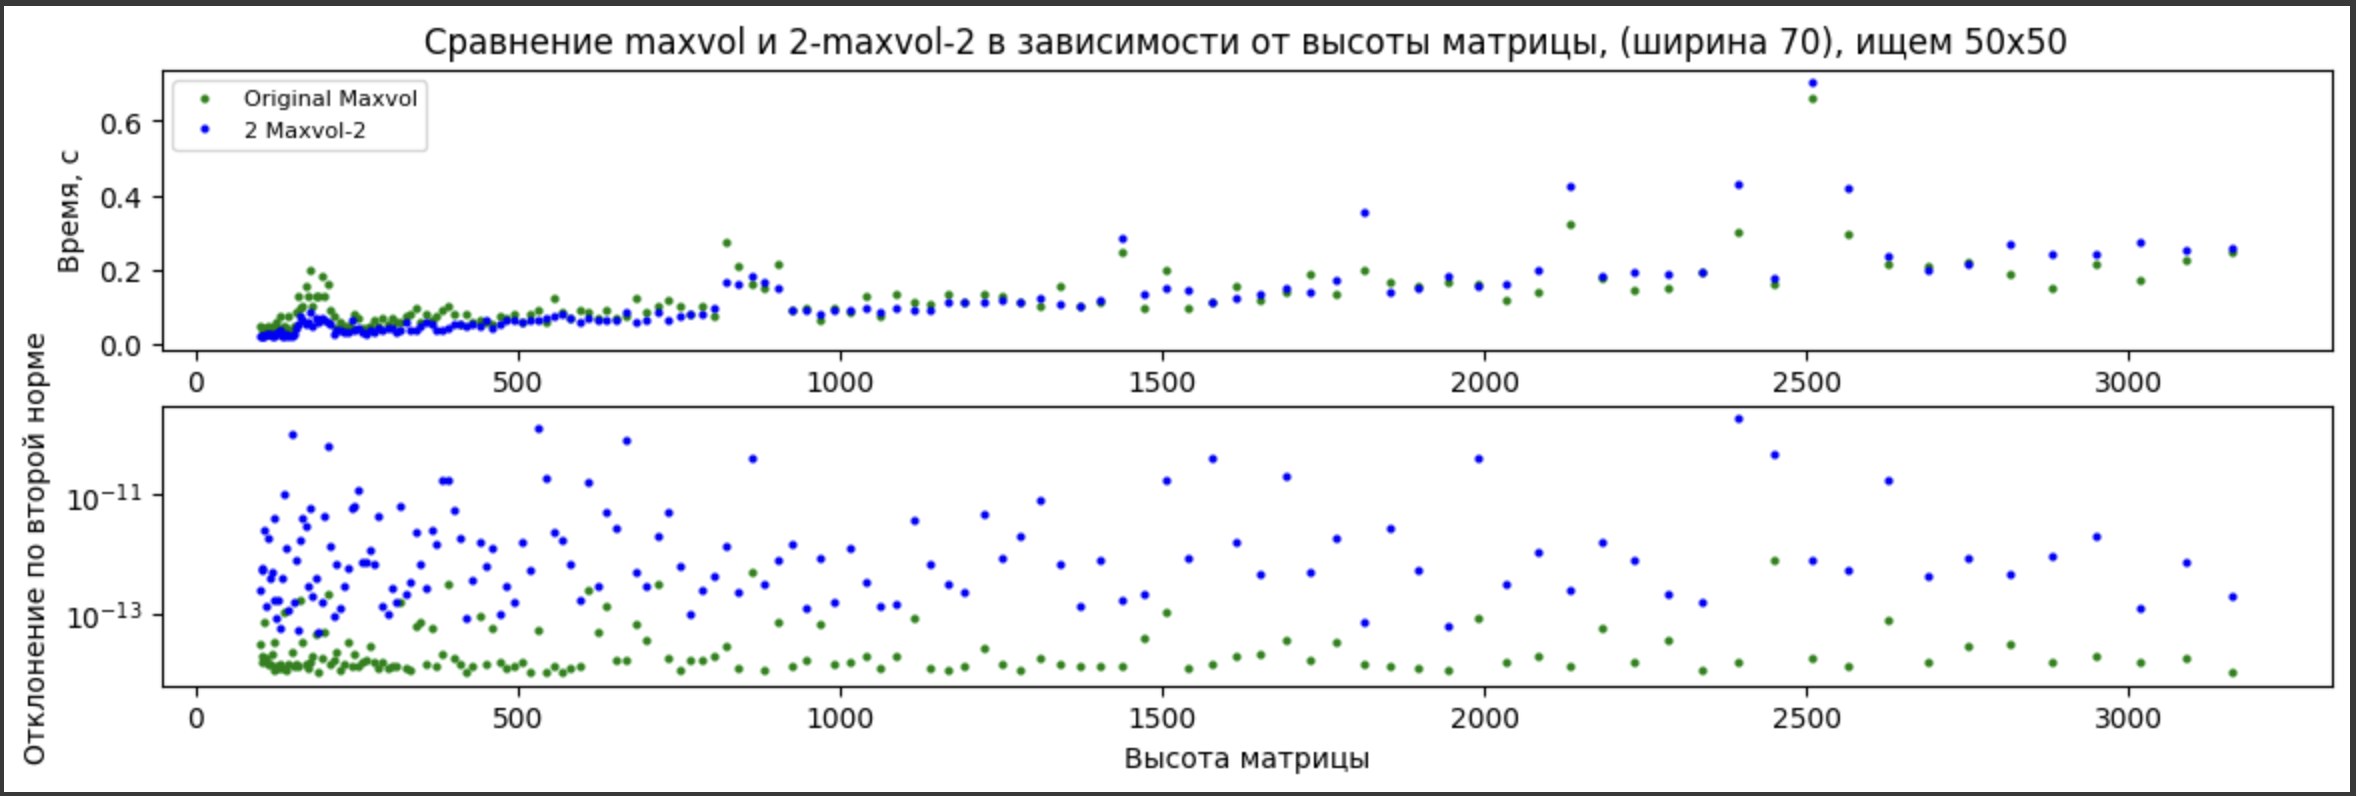 Сравнение maxvol и 2-maxvol-2 в зависимости от высоты матрицы, (ширина 70), ищем 50x50
Original Maxvol
2 Maxvol-2
Время, с
0.6
0.4
0.2
0.0
0 500 1000 1500 2000 2500 3000
Отклонение по второй норме
10⁻¹¹
10⁻¹³
0 500 1000 1500 2000 2500 3000
Высота матрицы